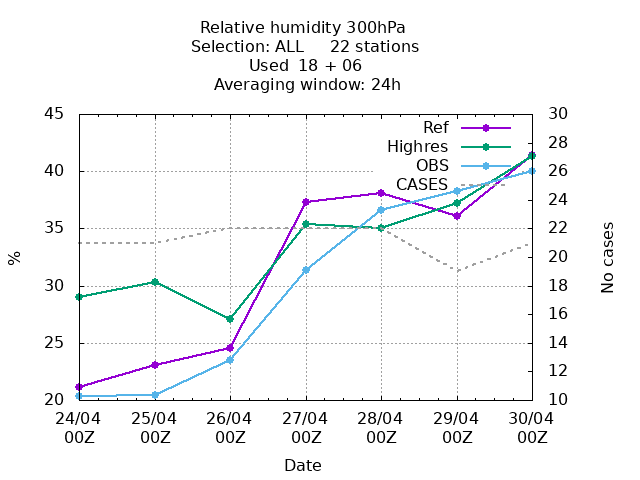 Relative humidity 300hPa
Selection: ALL 22 stations
Used 18 + 06
Averaging window: 24h
45
40
35
30
25
20
%
30
28
26
24
22
20
18
16
14
12
10
No cases
Ref
Highres
OBS
CASES
24/04 25/04 26/04 27/04 28/04 29/04 30/04
00Z 00Z 00Z 00Z 00Z 00Z 00Z
Date